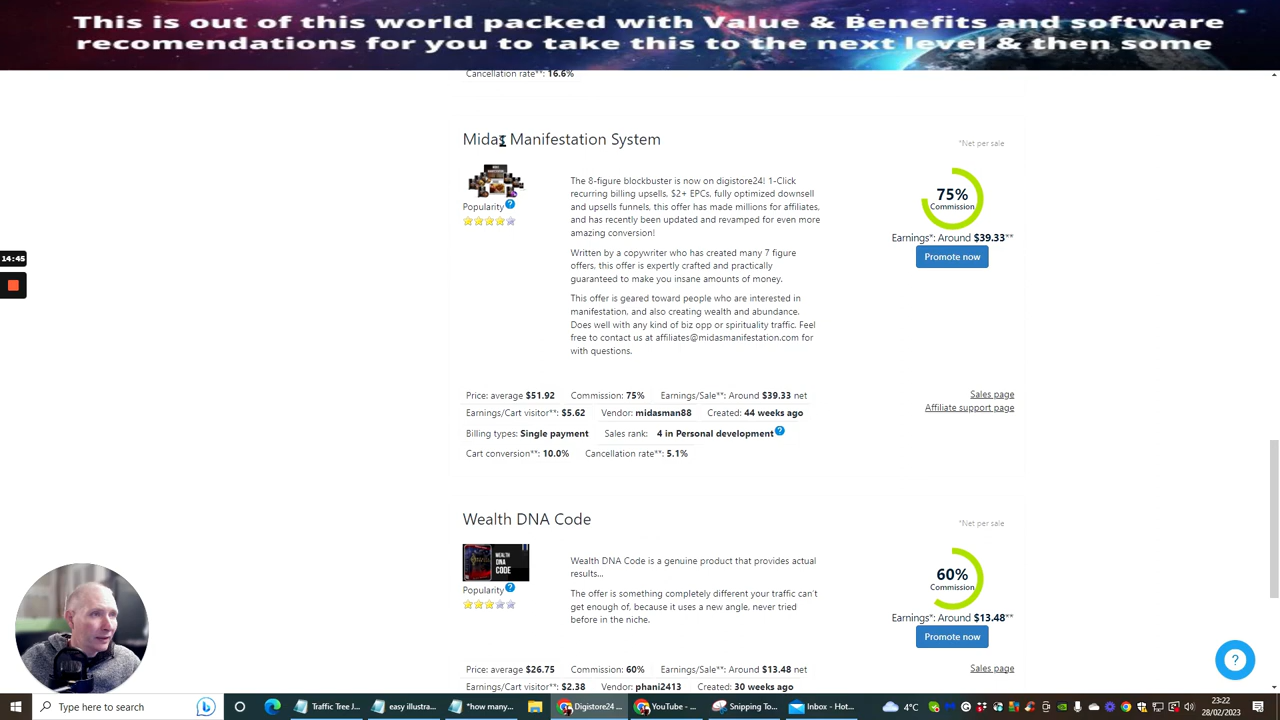 This is out of this world packed with Value & Benefits and software
recomendations for you to take this to the next level & then some
Cancellation rate**: 16.6%
Midas Manifestation System
*Net per sale
Popularity ?
The 8-figure blockbuster is now on digistore24! 1-Click
recurring billing upsells, $2+ EPCs, fully optimized downsell
and upsells funnels, this offer has made millions for affiliates,
and has recently been updated and revamped for even more
amazing conversion!
Written by a copywriter who has created many 7 figure
offers, this offer is expertly crafted and practically
guaranteed to make you insane amounts of money.
This offer is geared toward people who are interested in
manifestation, and also creating wealth and abundance.
Does well with any kind of biz opp or spirituality traffic. Feel
free to contact us at affiliates@midasmanifestation.com for
with questions.
75%
Commission
Earnings*: Around $39.33**
Promote now
14:45
Price: average $51.92 Commission: 75% Earnings/Sale**: Around $39.33 net
Earnings/Cart visitor**: $5.62 Vendor: midasman88 Created: 44 weeks ago
Billing types: Single payment Sales rank: 4 in Personal development ?
Cart conversion**: 10.0% Cancellation rate**: 5.1%
Sales page
Affiliate support page
Wealth DNA Code
*Net per sale
WEALTH
DNA
CODE
Popularity ?
Wealth DNA Code is a genuine product that provides actual
results...
The offer is something completely different your traffic can't
get enough of, because it uses a new angle, never tried
before in the niche.
60%
Commission
Earnings*: Around $13.48**
Promote now
Price: average $26.75 Commission: 60% Earnings/Sale**: Around $13.48 net
Sales page
Earnings/Cart visitor**: $2.38 Vendor: phani2413 Created: 30 weeks ago
?
Type here to search
Traffic Tree J...
easy illustra...
*how many...
Digistore24 ...
YouTube - ...
Snipping To...
Inbox - Hot...
4°C
23:22
28/02/2023